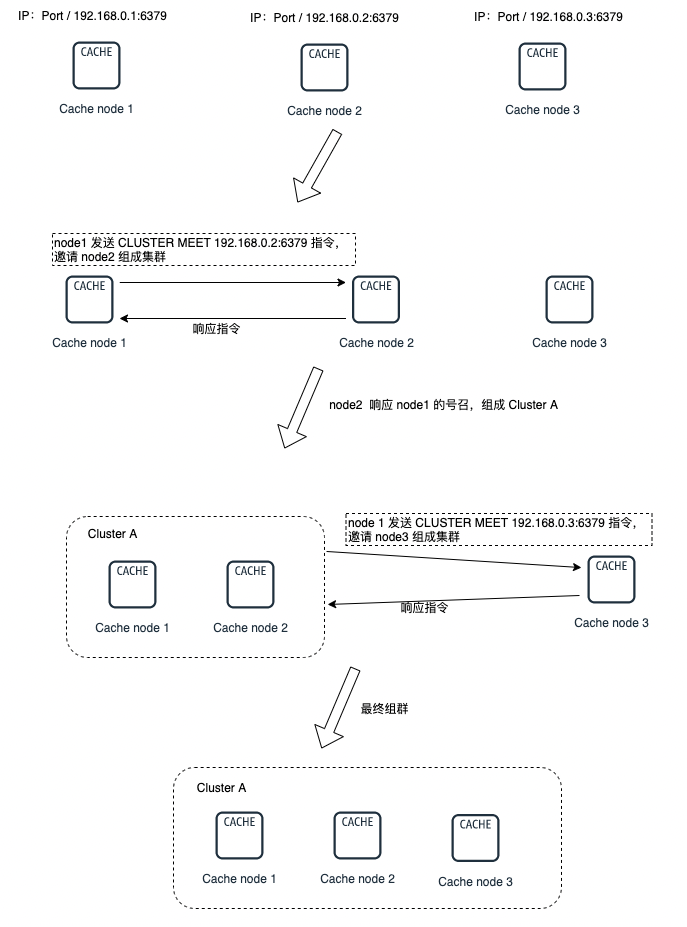 IP：Port / 192.168.0.1:6379
IP：Port / 192.168.0.2:6379
IP：Port / 192.168.0.3:6379
CACHE
CACHE
CACHE
Cache node 1
Cache node 2
Cache node 3
node1 发送 CLUSTER MEET 192.168.0.2:6379 指令，
邀请 node2 组成集群
CACHE
CACHE
CACHE
响应指令
Cache node 1
Cache node 2
Cache node 3
node2 响应 node1 的号召，组成 Cluster A
Cluster A
node 1 发送 CLUSTER MEET 192.168.0.3:6379 指令，
邀请 node3 组成集群
CACHE
CACHE
CACHE
响应指令
Cache node 1
Cache node 2
Cache node 3
最终组群
Cluster A
CACHE
CACHE
CACHE
Cache node 1
Cache node 2
Cache node 3